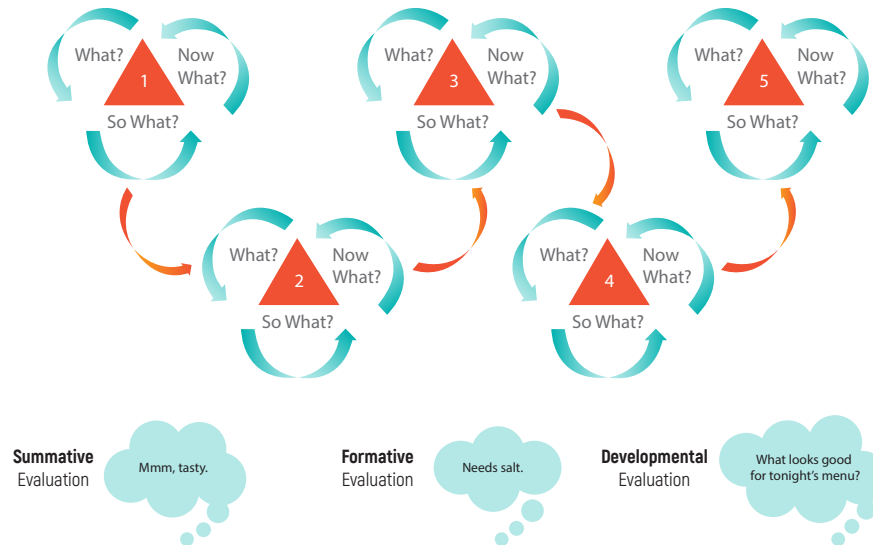 What?
Now
What?
1
So What?
What?
Now
What?
3
So What?
What?
Now
What?
5
So What?
What?
Now
What?
2
So What?
What?
Now
What?
4
So What?
Summative
Evaluation
Mmm, tasty.
Formative
Evaluation
Needs salt.
Developmental
Evaluation
What looks good
for tonight's menu?